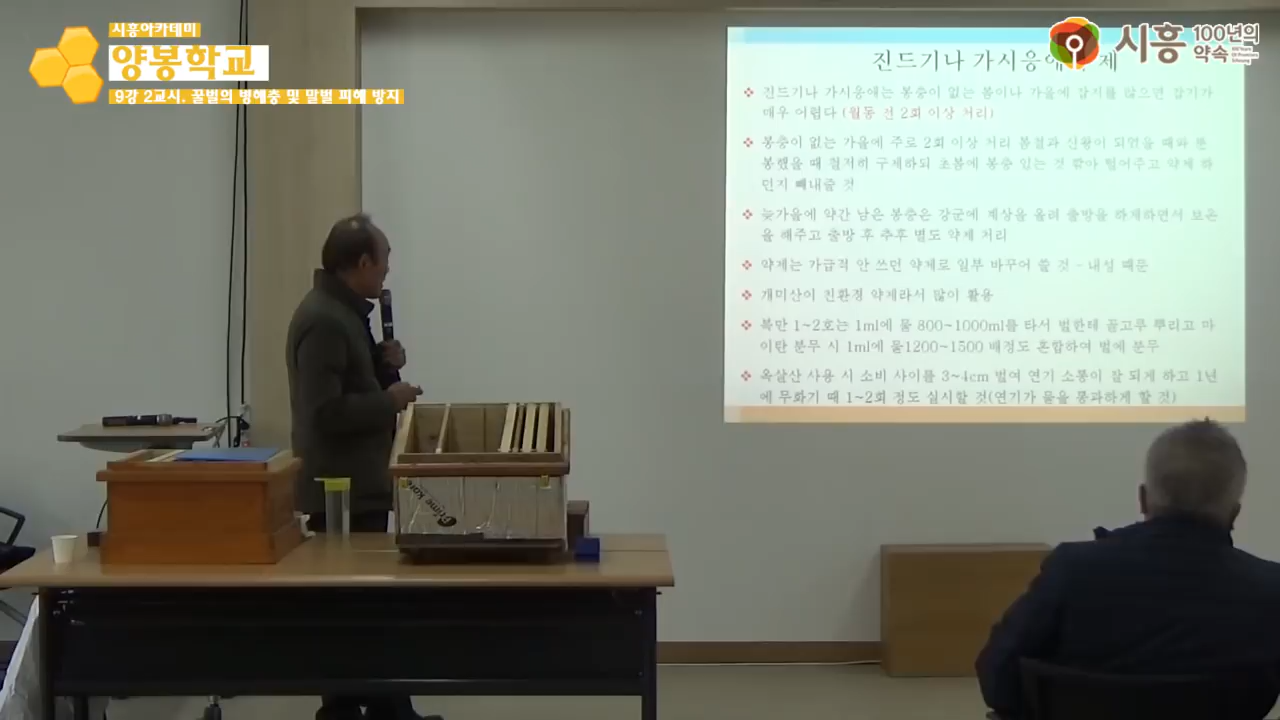 시흥아카데미
양봉학교
9강 2교시. 꿀벌의 병해충 및 말벌 피해 방지
시흥 100년의 약속
진드기나 가시응애 제
❖ 진드기나 가시응애는 봉충이 없는 봄이나 가을에 잡지를 않으면 잡기가
매우 어렵다 (월동 전 2회 이상 처리)
❖ 봉충이 없는 가을에 주로 2회 이상 처리 봄철과 신왕이 되었을 때와 분
봉했을 때 철저히 구제하되 초봄에 봉충 있는 것 깎아 털어주고 약제 하
던지 빼내줄 것
❖ 늦가을에 약간 남은 봉충은 강군에 계상을 올려 출방을 하게하면서 보온
을 해주고 출방 후 추후 별도 약제 처리
❖ 약제는 가급적 안 쓰던 약제로 일부 바꾸어 쓸 것 - 내성 때문
❖ 개미산이 친환경 약제라서 많이 활용
❖ 복만 1~2호는 1ml에 물 800~1000ml를 타서 벌한테 골고루 뿌리고 마
이탄 분무 시 1ml에 물1200~1500 배정도 혼합하여 벌에 분무
❖ 옥살산 사용 시 소비 사이를 3~4cm 벌여 연기 소통이 잘 되게 하고 1년
에 무화기 때 1~2회 정도 실시할 것(연기가 물을 통과하게 할 것)
Prime kore